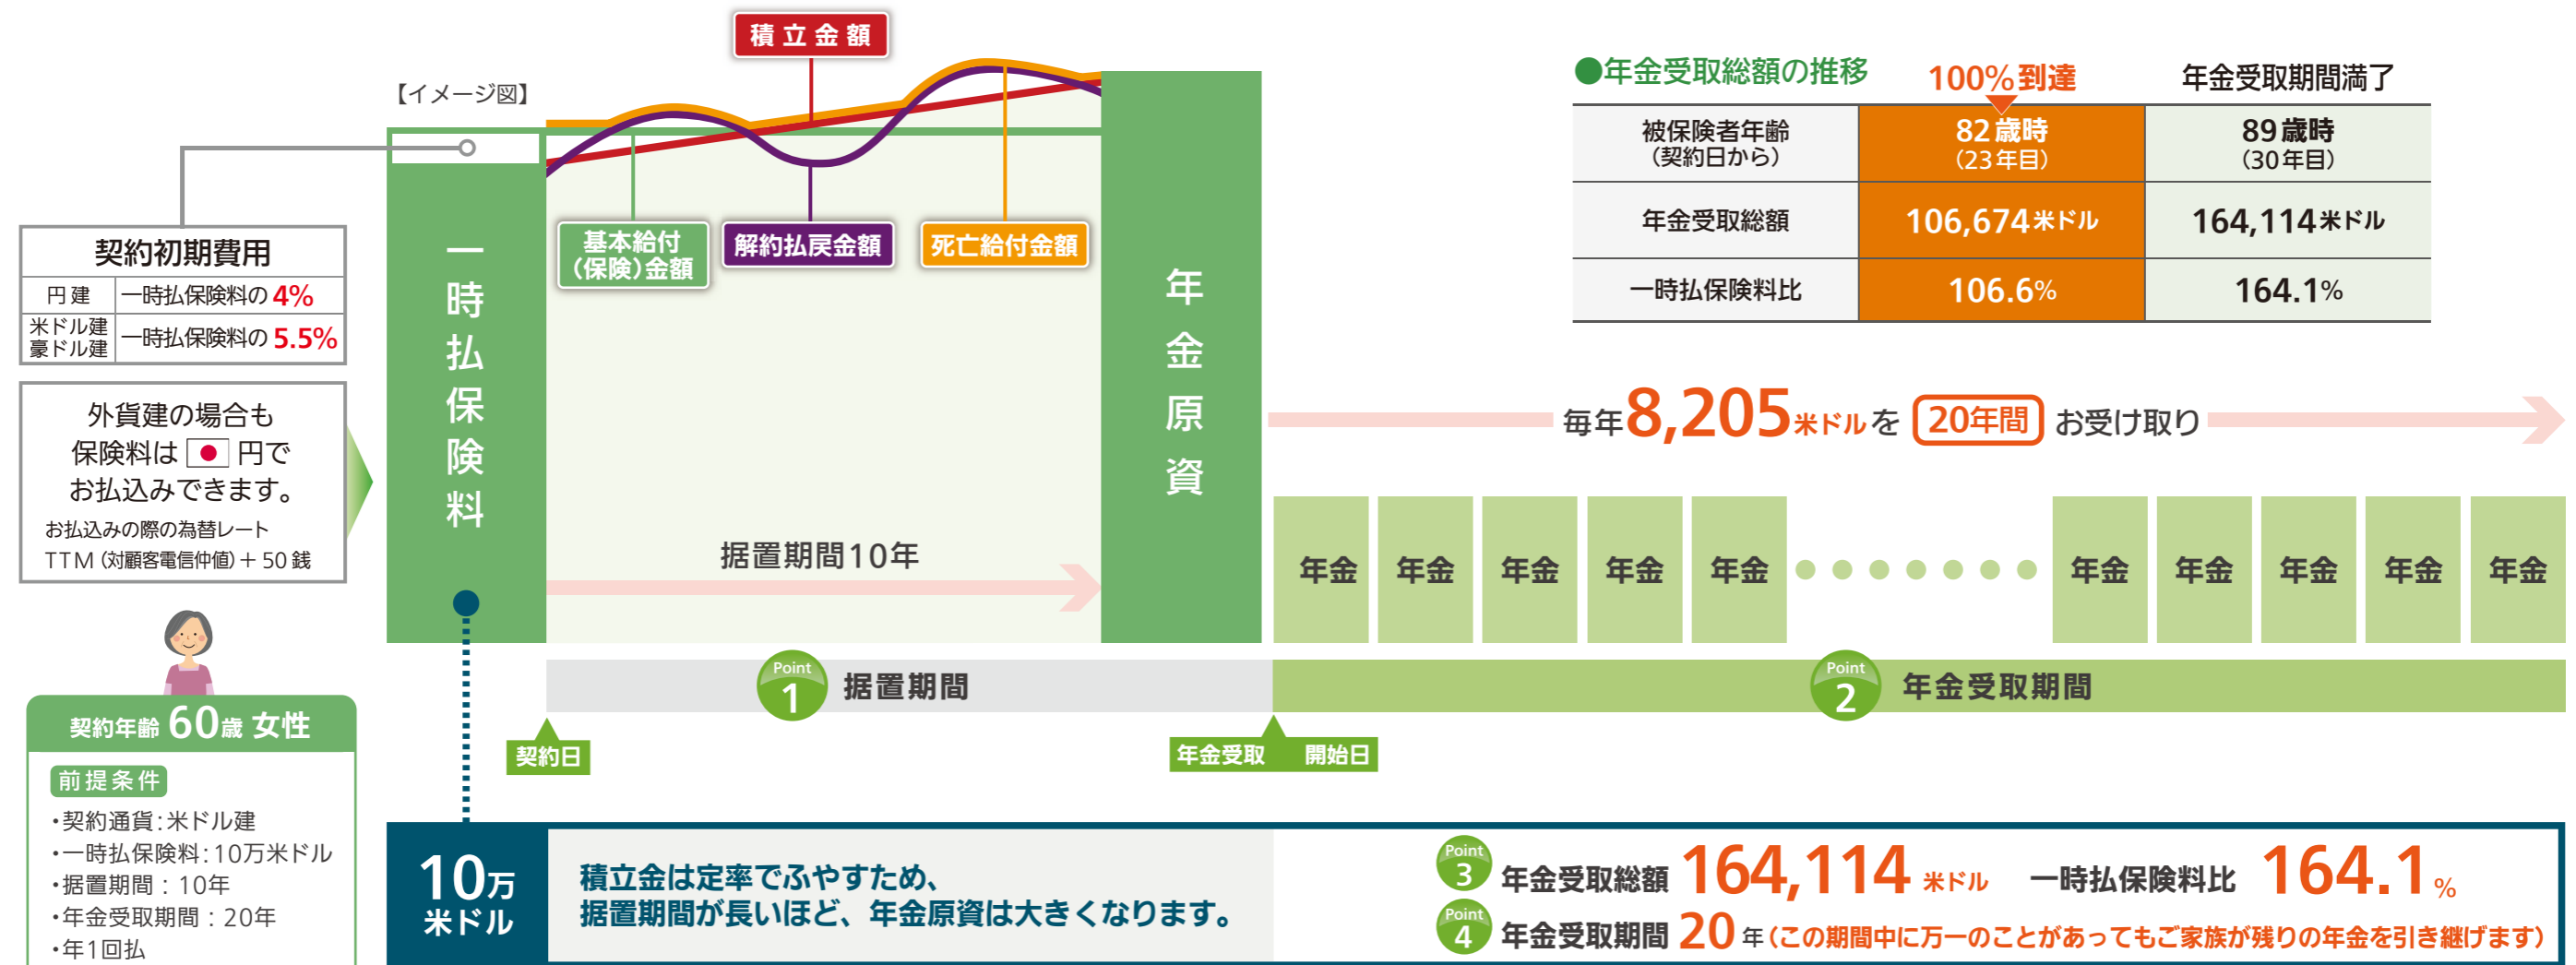 【イメージ図】
積立金額
基本給付
（保険）金額
解約払戻金額
死亡給付金額
契約初期費用
円建 一時払保険料の 4%
米ドル建
豪ドル建 一時払保険料の 5.5%
外貨建の場合も
保険料は 円で
お払込みできます。
お払込みの際の為替レート
TTM（対顧客電信仲値）＋50銭
一時払保険料
年金原資
据置期間10年
●年金受取総額の推移 100%到達 年金受取期間満了
被保険者年齢
（契約日から） 82歳時
（23年目） 89歳時
（30年目）
年金受取総額 106,674米ドル 164,114米ドル
一時払保険料比 106.6% 164.1%
毎年8,205米ドルを 20年間 お受け取り
年金 年金 年金 年金 年金 年金 年金 年金 年金 年金
Point 1 据置期間
Point 2 年金受取期間
契約日
年金受取 開始日
契約年齢 60歳 女性
前提条件
・契約通貨：米ドル建
・一時払保険料：10万米ドル
・据置期間：10年
・年金受取期間：20年
・年1回払
10万
米ドル
積立金は定率でふやすため、
据置期間が長いほど、年金原資は大きくなります。
Point 3 年金受取総額 164,114 米ドル 一時払保険料比 164.1%
Point 4 年金受取期間 20年（この期間中に万一のことがあってもご家族が残りの年金を引き継げます）